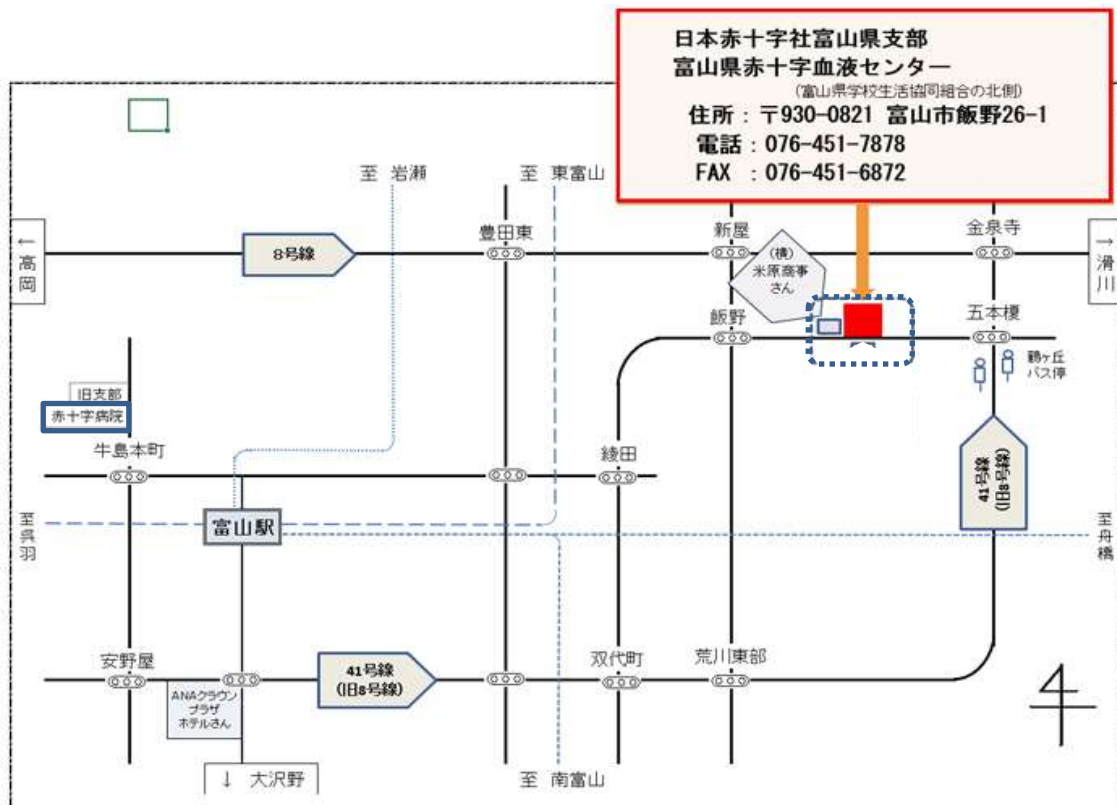 日本赤十字社富山県支部
富山県赤十字血液センター
(富山県学校生活協同組合の北側)
住所：〒930-0821 富山市飯野26-1
電話：076-451-7878
FAX ：076-451-6872
至 岩瀬
至 東富山
←高岡
8号線
豊田東
新屋
金泉寺
→滑川
(横)
米原商事
さん
飯野
五本榎
鶴ヶ丘
バス停
旧支部
赤十字病院
牛島本町
綾田
41号線
(旧8号線)
至呉羽
富山駅
至舟橋
安野屋
41号線
(旧8号線)
双代町
荒川東部
ANAクラウン
プラザ
ホテルさん
↓ 大沢野
至 南富山